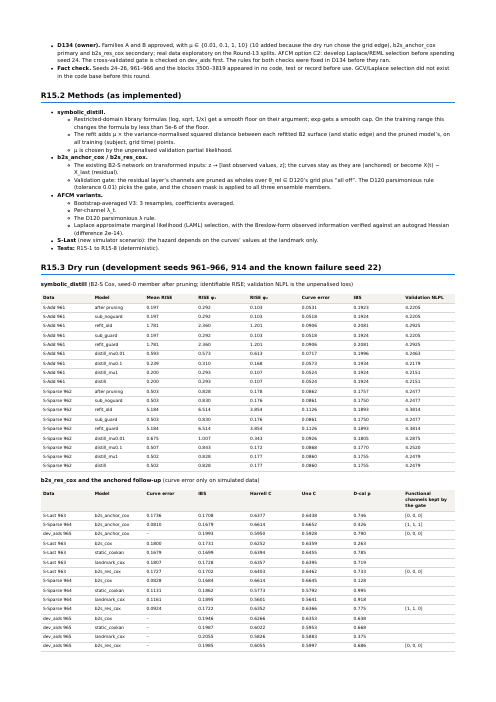 D134 (owner). Families A and B approved, with μ ∈ {0.01, 0.1, 1, 10} (10 added because the dry run chose the grid edge), b2s_anchor_cox
primary and b2s_res_cox secondary; real data exploration on the Round-13 splits. AFCM option C2: develop Laplace/REML selection before spending
seed 24. The cross-validated gate is checked on dev_aids first. The rules for both checks were fixed in D134 before they ran.
Fact check. Seeds 24–26, 961–966 and the blocks 3500–3819 appeared in no code, test or record before use. GCV/Laplace selection did not exist
in the code base before this round.
R15.2 Methods (as implemented)
symbolic_distill.
Restricted-domain library formulas (log, sqrt, 1/x) get a smooth floor on their argument; exp gets a smooth cap. On the training range this
changes the formula by less than 5e-6 of the floor.
The refit adds μ × the variance-normalised squared distance between each refitted B2 surface (and static edge) and the pruned model's, on
all training (subject, grid time) points.
μ is chosen by the unpenalised validation partial likelihood.
b2s_anchor_cox / b2s_res_cox.
The existing B2-S network on transformed inputs: z → [last observed values, z]; the curves stay as they are (anchored) or become X(t) −
X_last (residual).
Validation gate: the residual layer's channels are pruned as wholes over θ_rel ∈ D120's grid plus "all off". The D120 parsimonious rule
(tolerance 0.01) picks the gate, and the chosen mask is applied to all three ensemble members.
AFCM variants.
Bootstrap-averaged V3: 3 resamples, coefficients averaged.
Per-channel λ_t.
The D120 parsimonious λ rule.
Laplace approximate marginal likelihood (LAML) selection, with the Breslow-form observed information verified against an autograd Hessian
(difference 2e-14).
S-Last (new simulator scenario): the hazard depends on the curves' values at the landmark only.
Tests: R15-1 to R15-8 (deterministic).
R15.3 Dry run (development seeds 961–966, 914 and the known failure seed 22)
symbolic_distill (B2-S Cox, seed-0 member after pruning; identifiable RISE; validation NLPL is the unpenalised loss)
Data Model Mean RISE RISE φ₁ RISE φ₂ Curve error IBS Validation NLPL
S-Add 961 after pruning 0.197 0.292 0.103 0.0531 0.1923 4.2205
S-Add 961 sub_noguard 0.197 0.292 0.103 0.0518 0.1924 4.2205
S-Add 961 refit_old 1.781 2.360 1.201 0.0906 0.2081 4.2925
S-Add 961 sub_guard 0.197 0.292 0.103 0.0518 0.1924 4.2205
S-Add 961 refit_guard 1.781 2.360 1.201 0.0906 0.2081 4.2925
S-Add 961 distill_mu0.01 0.593 0.573 0.613 0.0717 0.1996 4.2463
S-Add 961 distill_mu0.1 0.239 0.310 0.168 0.0573 0.1934 4.2179
S-Add 961 distill_mu1 0.200 0.293 0.107 0.0524 0.1924 4.2151
S-Add 961 distill 0.200 0.293 0.107 0.0524 0.1924 4.2151
S-Sparse 962 after pruning 0.503 0.828 0.178 0.0862 0.1757 4.2477
S-Sparse 962 sub_noguard 0.503 0.830 0.176 0.0861 0.1750 4.2477
S-Sparse 962 refit_old 5.184 6.514 3.854 0.1126 0.1893 4.3814
S-Sparse 962 sub_guard 0.503 0.830 0.176 0.0861 0.1750 4.2477
S-Sparse 962 refit_guard 5.184 6.514 3.854 0.1126 0.1893 4.3814
S-Sparse 962 distill_mu0.01 0.675 1.007 0.343 0.0926 0.1805 4.2875
S-Sparse 962 distill_mu0.1 0.507 0.843 0.172 0.0868 0.1770 4.2520
S-Sparse 962 distill_mu1 0.502 0.828 0.177 0.0860 0.1755 4.2479
S-Sparse 962 distill 0.502 0.828 0.177 0.0860 0.1755 4.2479
b2s_res_cox and the anchored follow-up (curve error only on simulated data)
Data Model Curve error IBS Harrell C Uno C D-cal p Functional
channels kept by
the gate
S-Last 963 b2s_anchor_cox 0.1736 0.1708 0.6377 0.6438 0.746 [0, 0, 0]
S-Sparse 964 b2s_anchor_cox 0.0810 0.1679 0.6614 0.6652 0.426 [1, 1, 1]
dev_aids 965 b2s_anchor_cox – 0.1993 0.5950 0.5928 0.790 [0, 0, 0]
S-Last 963 b2s_cox 0.1800 0.1731 0.6252 0.6359 0.263
S-Last 963 static_coxkan 0.1679 0.1699 0.6394 0.6455 0.785
S-Last 963 landmark_cox 0.1807 0.1728 0.6357 0.6395 0.719
S-Last 963 b2s_res_cox 0.1727 0.1702 0.6403 0.6462 0.733 [0, 0, 0]
S-Sparse 964 b2s_cox 0.0828 0.1684 0.6614 0.6645 0.128
S-Sparse 964 static_coxkan 0.1131 0.1862 0.5773 0.5792 0.995
S-Sparse 964 landmark_cox 0.1161 0.1895 0.5601 0.5641 0.918
S-Sparse 964 b2s_res_cox 0.0924 0.1722 0.6352 0.6366 0.775 [1, 1, 0]
dev_aids 965 b2s_cox – 0.1946 0.6266 0.6353 0.638
dev_aids 965 static_coxkan – 0.1987 0.6022 0.5953 0.668
dev_aids 965 landmark_cox – 0.2055 0.5826 0.5883 0.375
dev_aids 965 b2s_res_cox – 0.1985 0.6055 0.5997 0.686 [0, 0, 0]